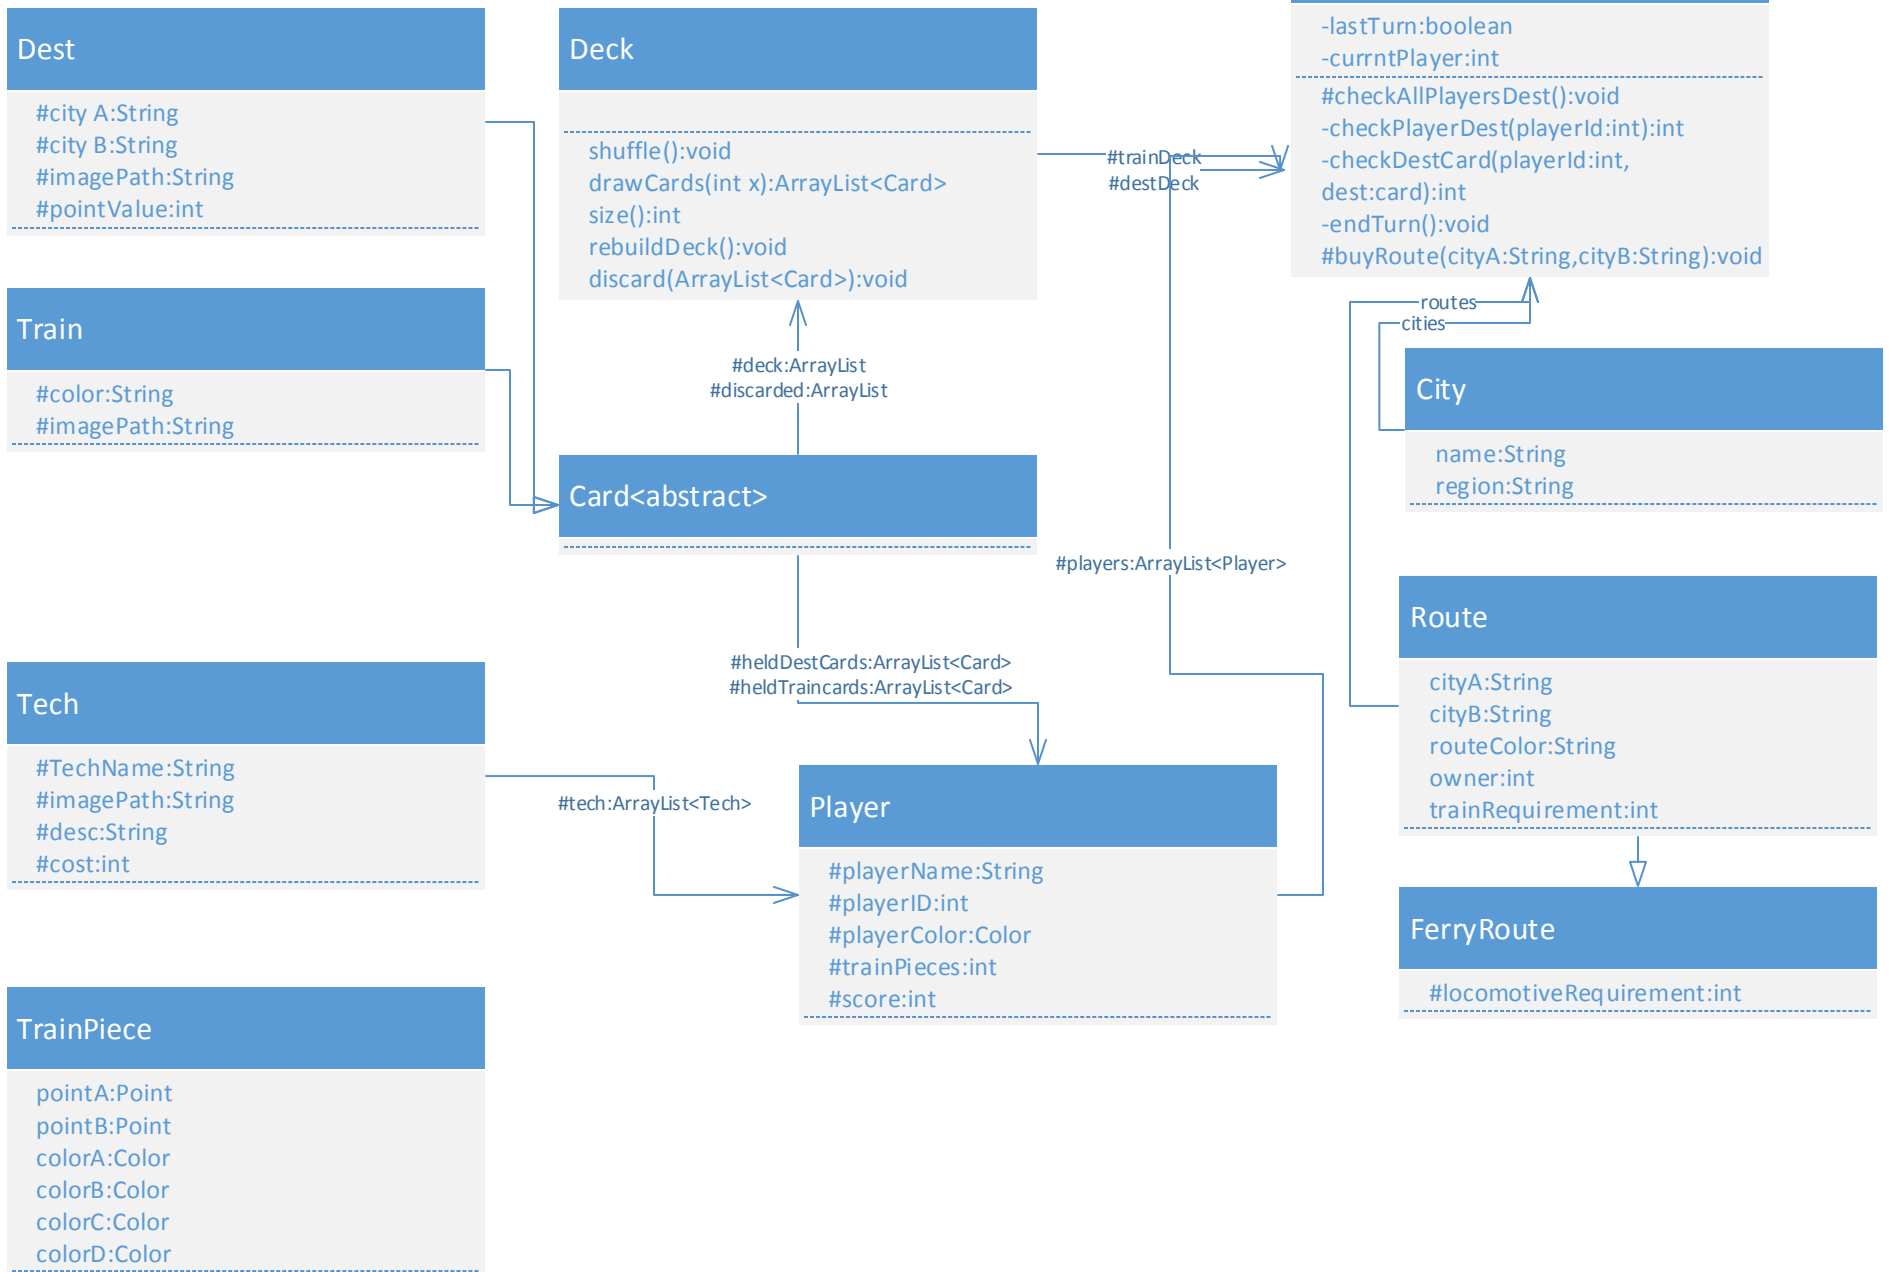 Dest
#city A:String
#city B:String
#imagePath:String
#pointValue:int
Deck
shuffle():void
drawCards(int x):ArrayList<Card>
size():int
rebuildDeck():void
discard(ArrayList<Card>):void
-lastTurn:boolean
-currntPlayer:int
#checkAllPlayersDest():void
-checkPlayerDest(playerId:int):int
-checkDestCard(playerId:int,
dest:card):int
-endTurn():void
#buyRoute(cityA:String,cityB:String):void
#trainDeck
#destDeck
routes
cities
Train
#color:String
#imagePath:String
#deck:ArrayList
#discarded:ArrayList
City
name:String
region:String
Card<abstract>
#players:ArrayList<Player>
Route
cityA:String
cityB:String
routeColor:String
owner:int
trainRequirement:int
#heldDestCards:ArrayList<Card>
#heldTraincards:ArrayList<Card>
Tech
#TechName:String
#imagePath:String
#desc:String
#cost:int
#tech:ArrayList<Tech>
Player
#playerName:String
#playerID:int
#playerColor:Color
#trainPieces:int
#score:int
FerryRoute
#locomotiveRequirement:int
TrainPiece
pointA:Point
pointB:Point
colorA:Color
colorB:Color
colorC:Color
colorD:Color